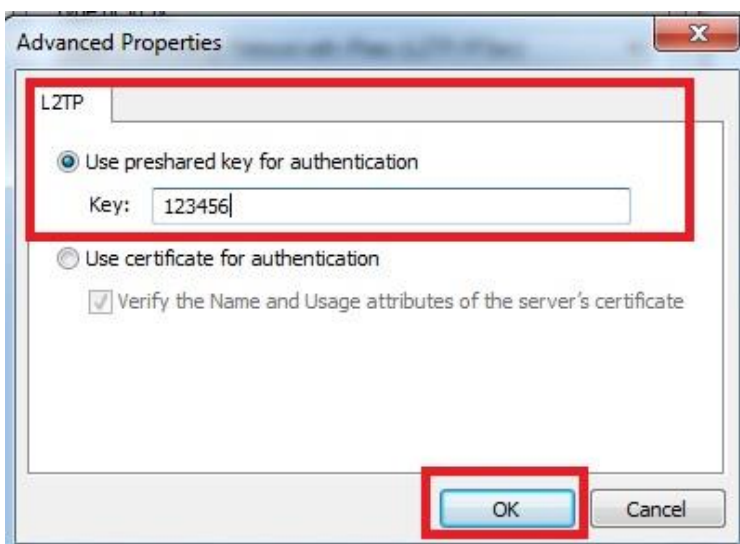 Advanced Properties
L2TP
Use preshared key for authentication
Key: 123456
Use certificate for authentication
Verify the Name and Usage attributes of the server's certificate
OK Cancel